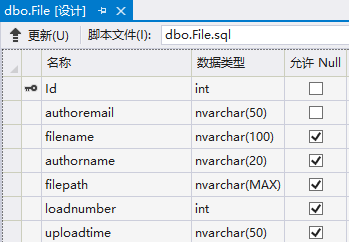 dbo.File [设计]
更新(U) 脚本文件(I): dbo.File.sql
名称 数据类型 允许 Null
Id int
authoremail nvarchar(50)
filename nvarchar(100)
authorname nvarchar(20)
filepath nvarchar(MAX)
loadnumber int
uploadtime nvarchar(50)